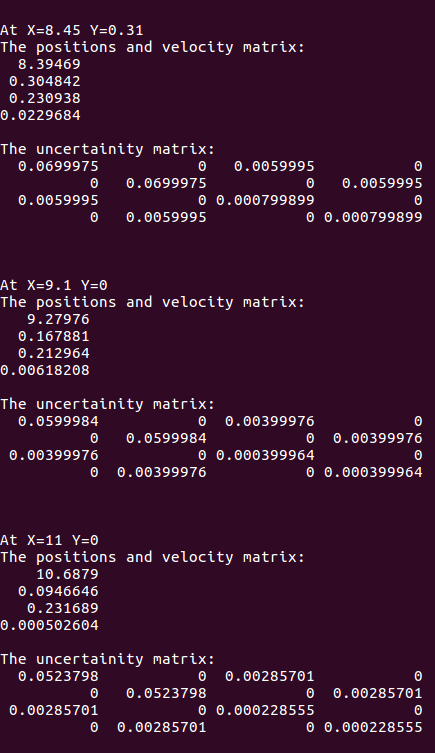 At X=8.45 Y=0.31
The positions and velocity matrix:
8.39469
0.304842
0.230938
0.0229684
The uncertainity matrix:
0.0699975 0 0.0059995 0
0 0.0699975 0 0.0059995
0.0059995 0 0.000799899 0
0 0.0059995 0 0.000799899
At X=9.1 Y=0
The positions and velocity matrix:
9.27976
0.167881
0.212964
0.00618208
The uncertainity matrix:
0.0599984 0 0.00399976 0
0 0.0599984 0 0.00399976
0.00399976 0 0.000399964 0
0 0.00399976 0 0.000399964
At X=11 Y=0
The positions and velocity matrix:
10.6879
0.0946646
0.231689
0.000502604
The uncertainity matrix:
0.0523798 0 0.00285701 0
0 0.0523798 0 0.00285701
0.00285701 0 0.000228555 0
0 0.00285701 0 0.000228555